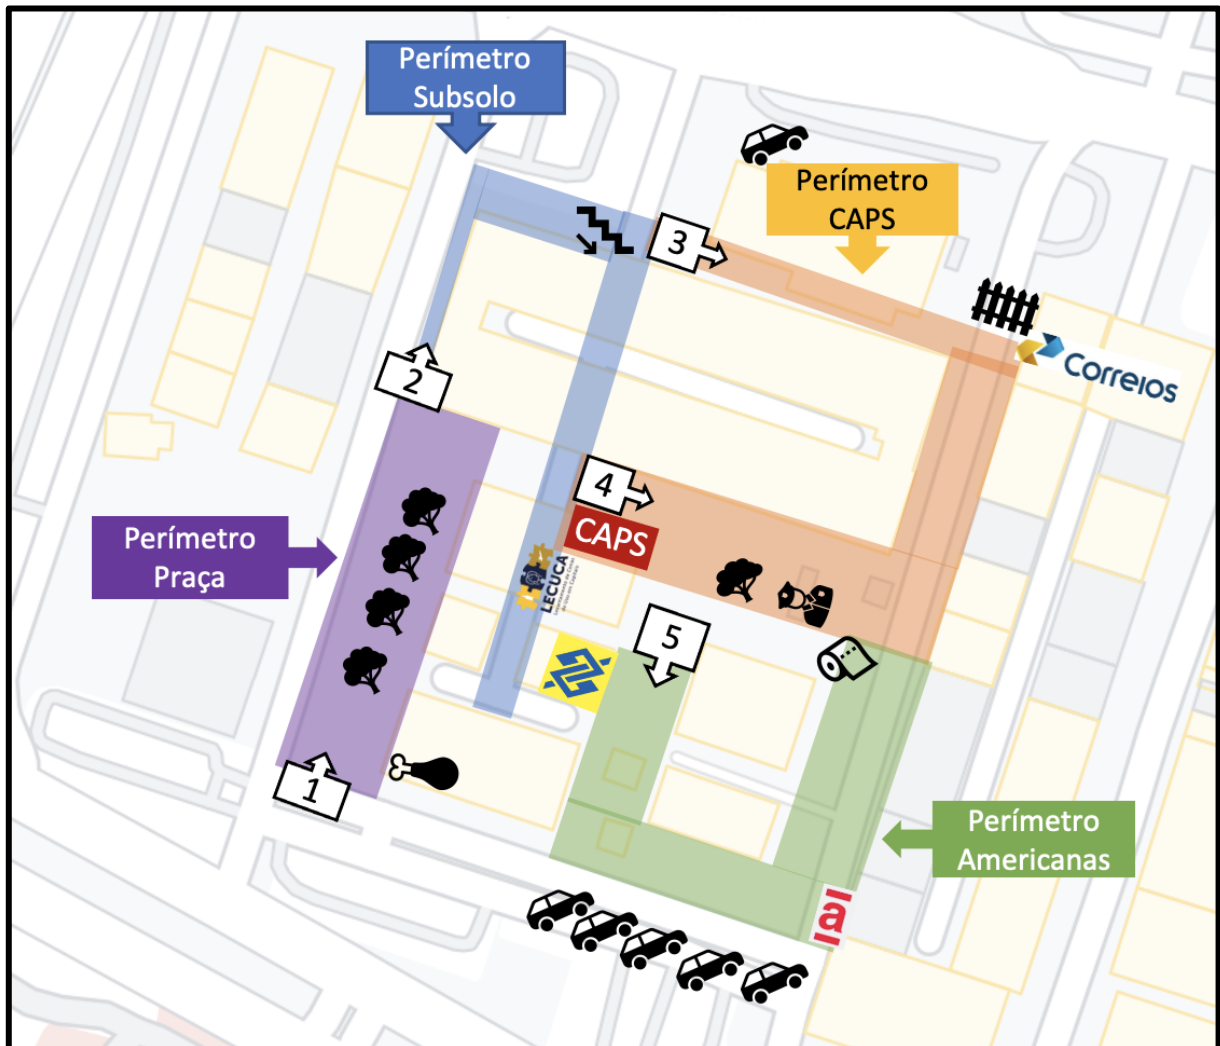 Perímetro
Subsolo
Perímetro
CAPS
3
2
Correios
4
CAPS
Perímetro
Praça
LECUCA
5
1
Perímetro
Americanas
a